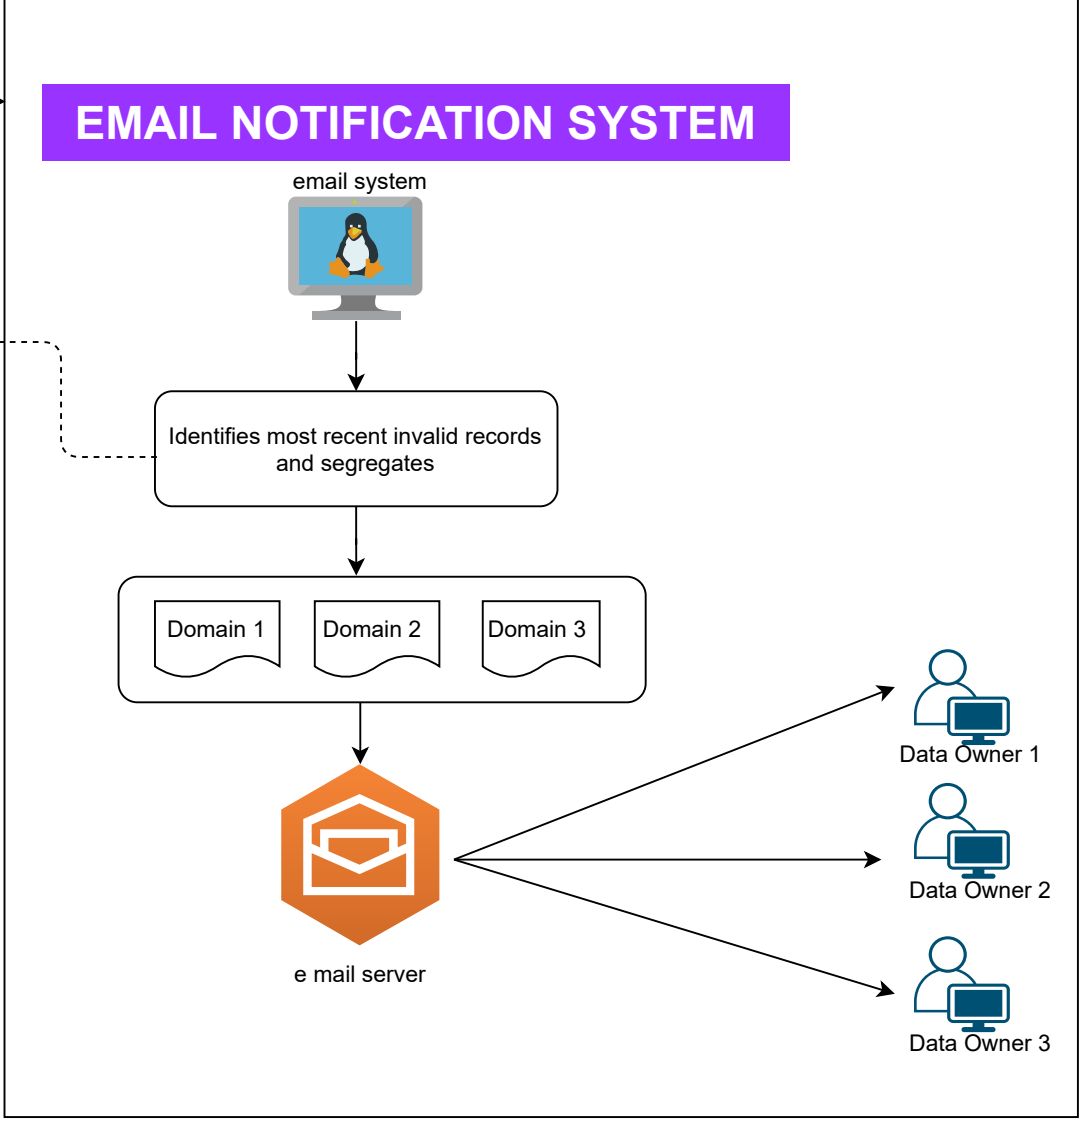 EMAIL NOTIFICATION SYSTEM
email system
Identifies most recent invalid records
and segregates
Domain 1
Domain 2
Domain 3
Data Owner 1
Data Owner 2
e mail server
Data Owner 3